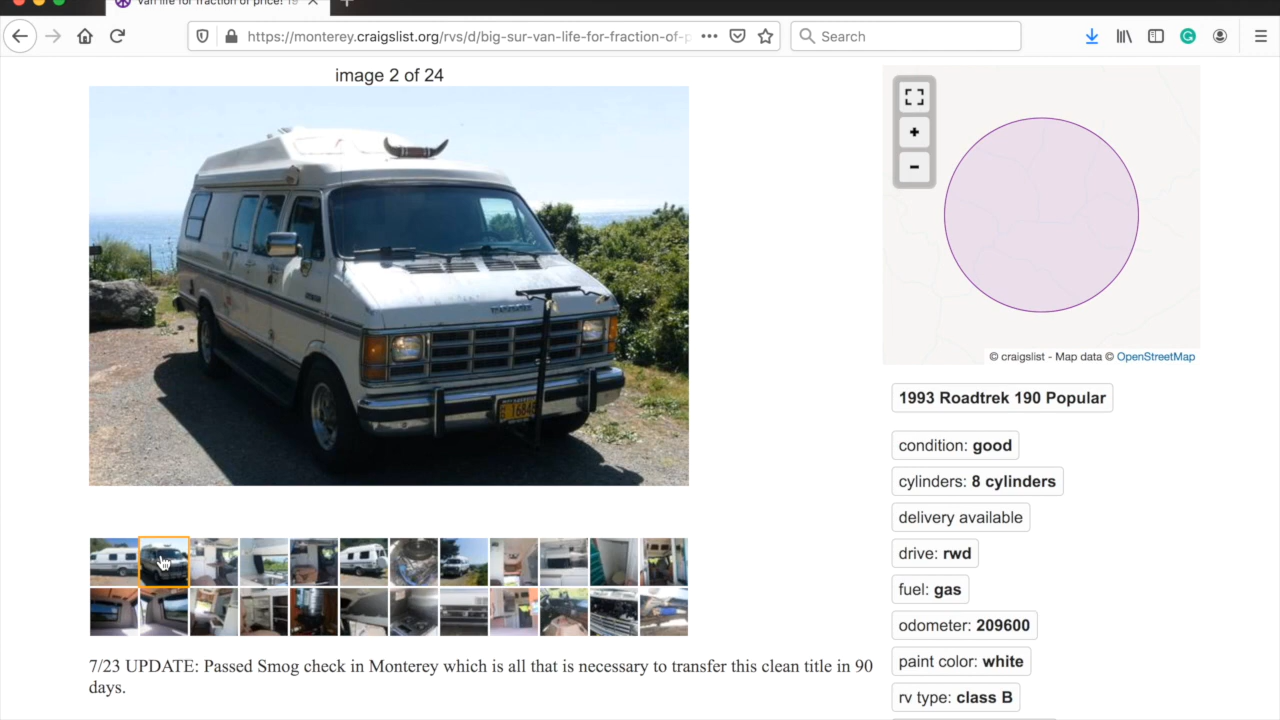 van life for fraction of price!
https://monterey.craigslist.org/rvs/d/big-sur-van-life-for-fraction-of-p
Search
image 2 of 24
© craigslist - Map data © OpenStreetMap
1993 Roadtrek 190 Popular
condition: good
cylinders: 8 cylinders
delivery available
drive: rwd
fuel: gas
odometer: 209600
paint color: white
rv type: class B
7/23 UPDATE: Passed Smog check in Monterey which is all that is necessary to transfer this clean title in 90
days.